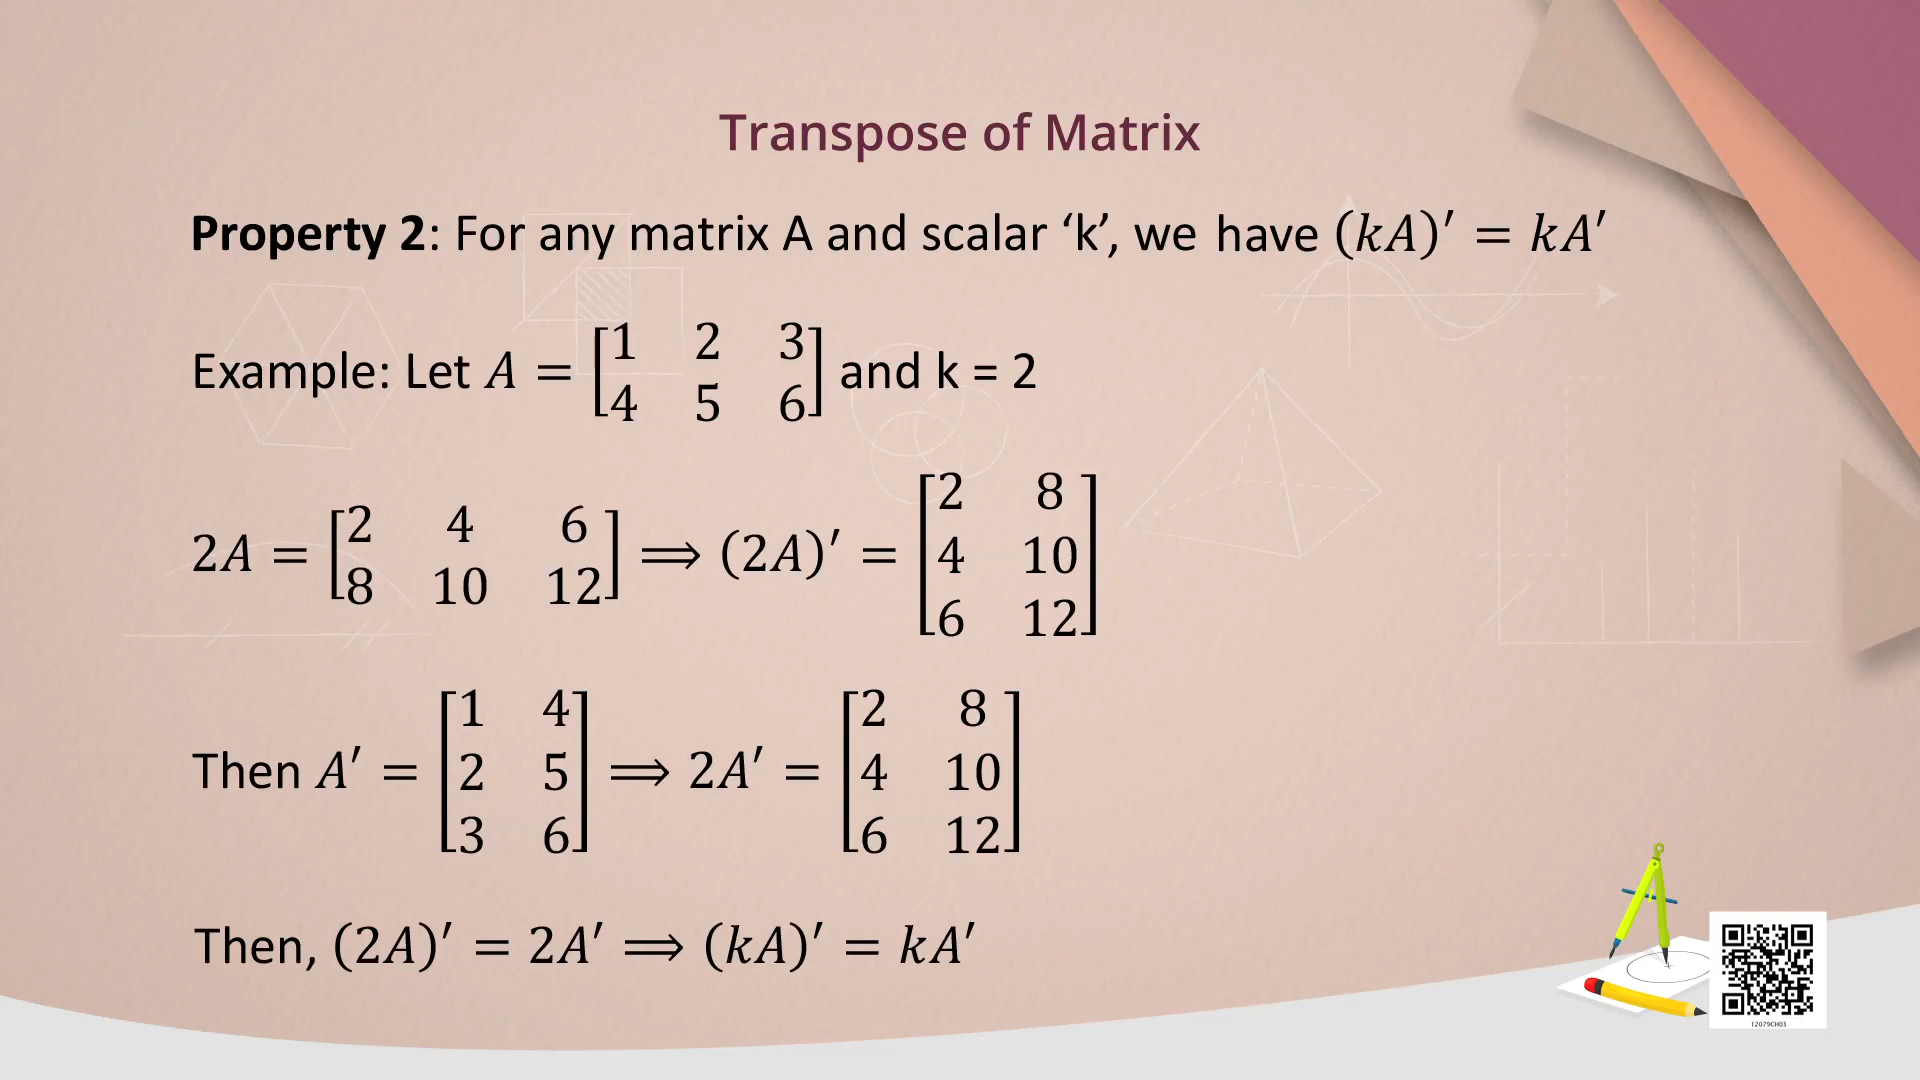 Transpose of Matrix
Property 2: For any matrix A and scalar ‘k’, we have (kA)′ = kA′
Example: Let A = [1 2 3; 4 5 6] and k = 2
2A = [2 4 6; 8 10 12] ⟹ (2A)′ = [2 8; 4 10; 6 12]
Then A′ = [1 4; 2 5; 3 6] ⟹ 2A′ = [2 8; 4 10; 6 12]
Then, (2A)′ = 2A′ ⟹ (kA)′ = kA′
12079CH03